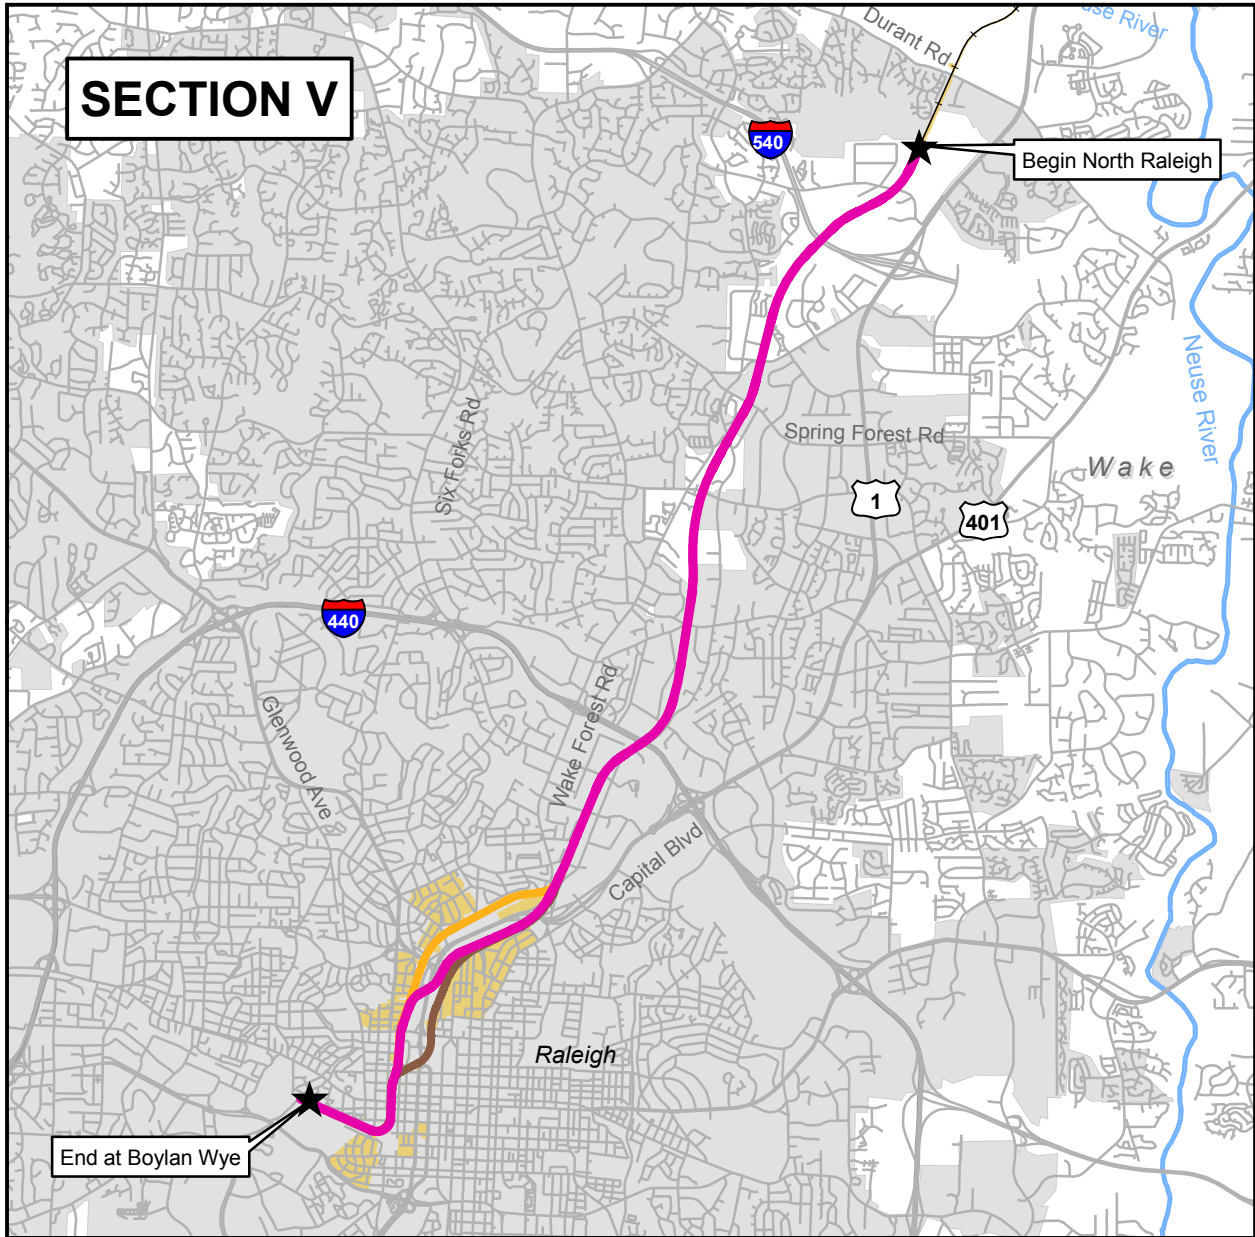 Durant Rd
use River
SECTION V
540
Begin North Raleigh
Neuse River
Six Forks Rd
Spring Forest Rd
Wake
1
401
440
Glenwood Ave
Wake Forest Rd
Capital Blvd
Raleigh
End at Boylan Wye